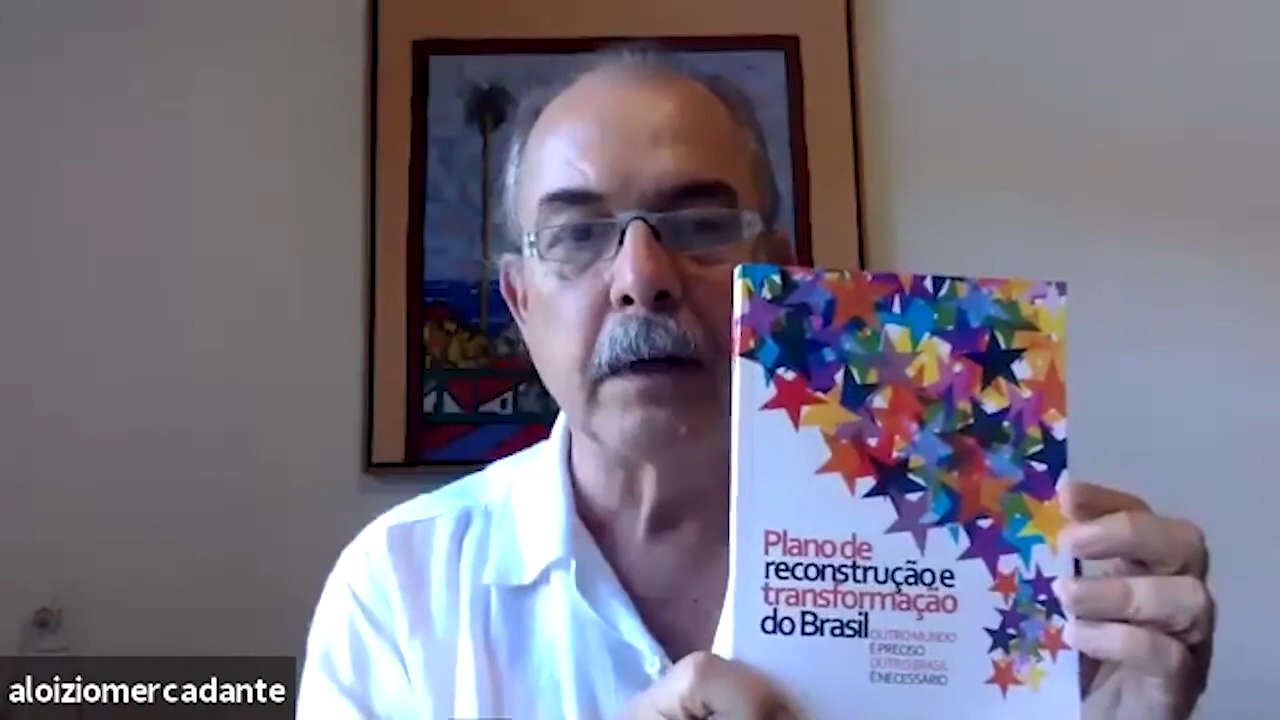 Plano de
reconstrução e
transformação
do Brasil
OUTRO MUNDO
É PRECISO
OUTRO BRASIL
É NECESSÁRIO
aloiziomercadante